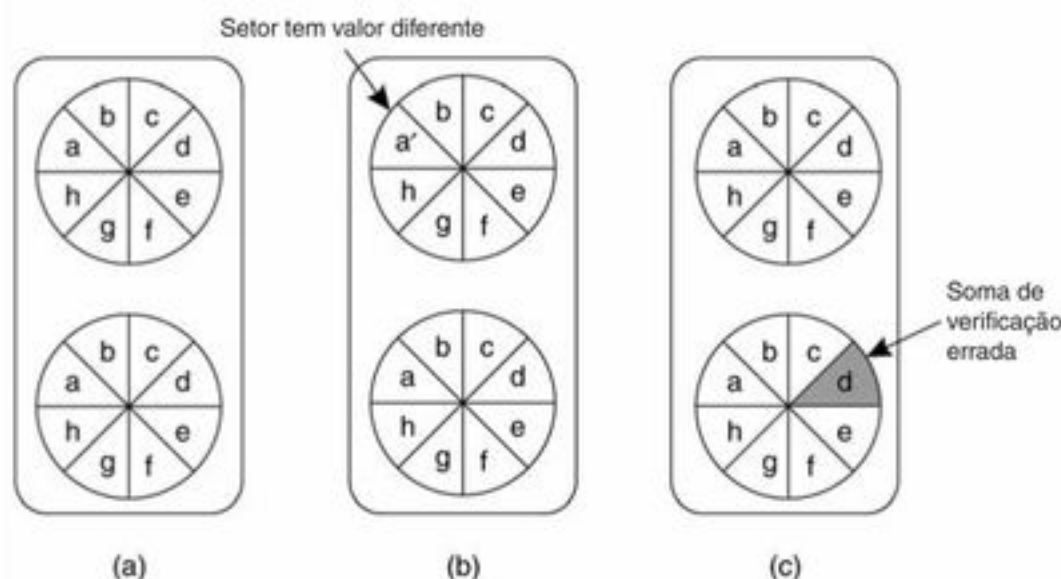 Setor tem valor diferente
b c
a d
h e
g f
b c
a d
h e
g f
(a)
b c
a′ d
h e
g f
b c
a d
h e
g f
(b)
b c
a d
h e
g f
b c
a d
h e
g f
Soma de
verificação
errada
(c)